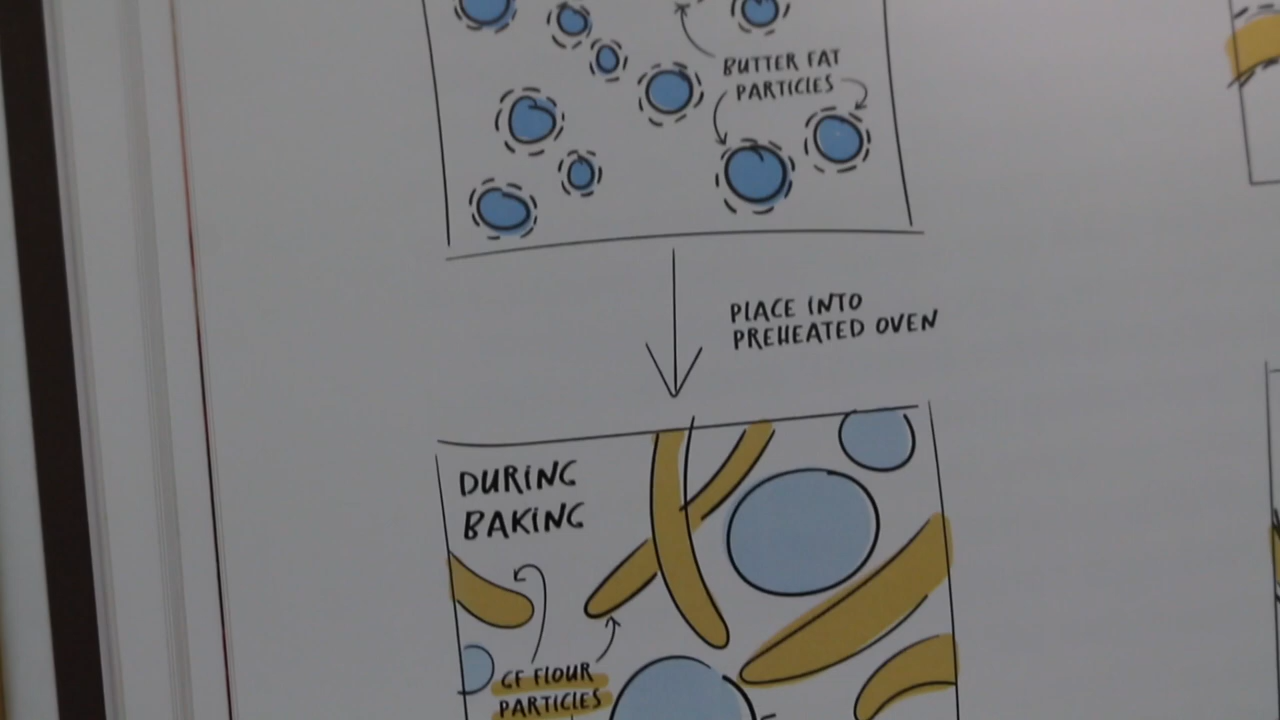 BUTTER FAT
PARTICLES
PLACE INTO
PREHEATED OVEN
DURING
BAKING
GF FLOUR
PARTICLES